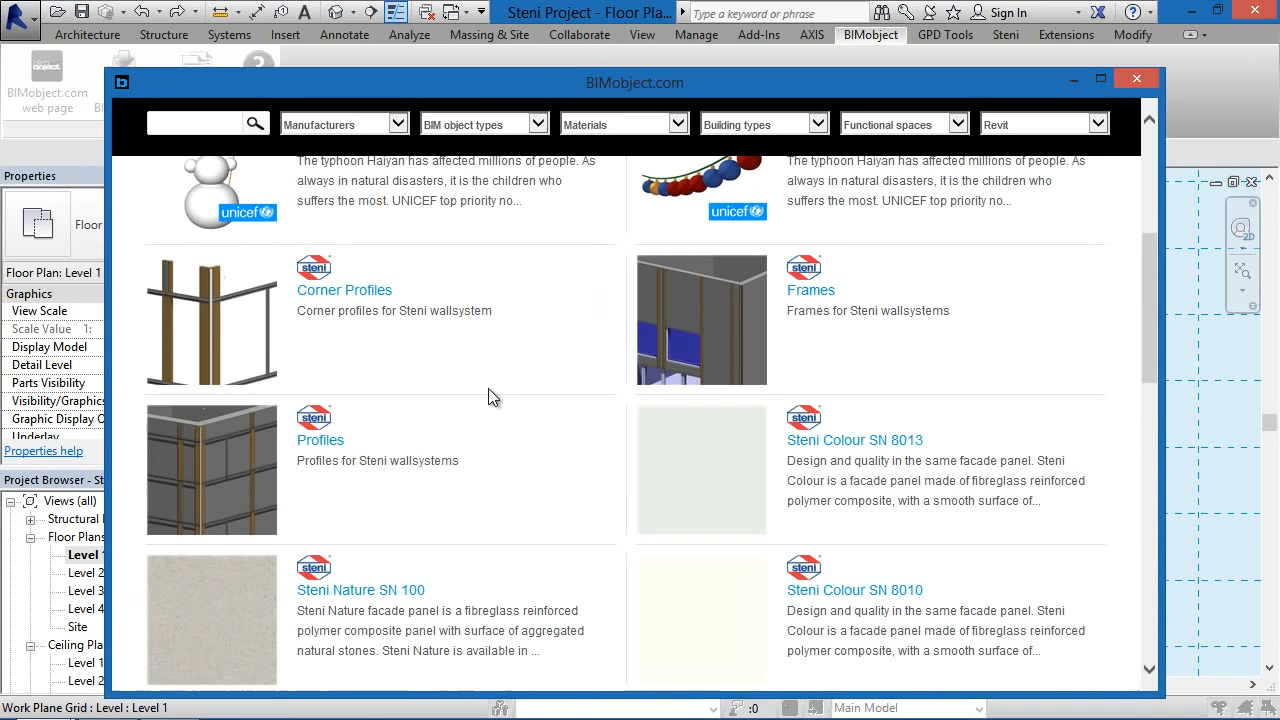 Steni Project - Floor Pla...
Type a keyword or phrase
Sign In
Architecture
Structure
Systems
Insert
Annotate
Analyze
Massing & Site
Collaborate
View
Manage
Add-Ins
AXIS
BIMobject
GPD Tools
Steni
Extensions
Modify
BIMobject.com
web page
BIMobject.com
Manufacturers
BIM object types
Materials
Building types
Functional spaces
Revit
The typhoon Haiyan has affected millions of people. As
always in natural disasters, it is the children who
suffers the most. UNICEF top priority no...
unicef
The typhoon Haiyan has affected millions of people. As
always in natural disasters, it is the children who
suffers the most. UNICEF top priority no...
unicef
steni
Corner Profiles
Corner profiles for Steni wallsystem
steni
Frames
Frames for Steni wallsystems
steni
Profiles
Profiles for Steni wallsystems
steni
Steni Colour SN 8013
Design and quality in the same facade panel. Steni
Colour is a facade panel made of fibreglass reinforced
polymer composite, with a smooth surface of...
steni
Steni Nature SN 100
Steni Nature facade panel is a fibreglass reinforced
polymer composite panel with surface of aggregated
natural stones. Steni Nature is available in ...
steni
Steni Colour SN 8010
Design and quality in the same facade panel. Steni
Colour is a facade panel made of fibreglass reinforced
polymer composite, with a smooth surface of...
Properties
Floor
Floor Plan: Level 1
Graphics
View Scale
Scale Value 1:
Display Model
Detail Level
Parts Visibility
Visibility/Graphics
Graphic Display O
Underlay
Properties help
Project Browser - St
Views (all)
Structural
Floor Plans
Level 1
Level 2
Level 3
Level 4
Site
Ceiling Pl
Level 1
Level 2
2D
Work Plane Grid : Level : Level 1
:0
Main Model